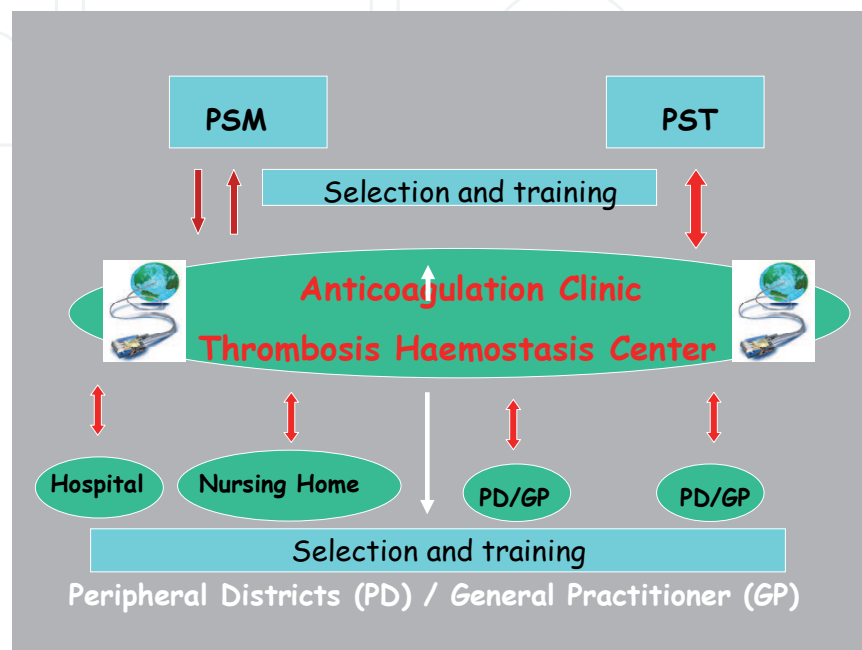 PSM
PST
Selection and training
Anticoagulation Clinic
Thrombosis Haemostasis Center
Hospital
Nursing Home
PD/GP
PD/GP
Selection and training
Peripheral Districts (PD) / General Practitioner (GP)